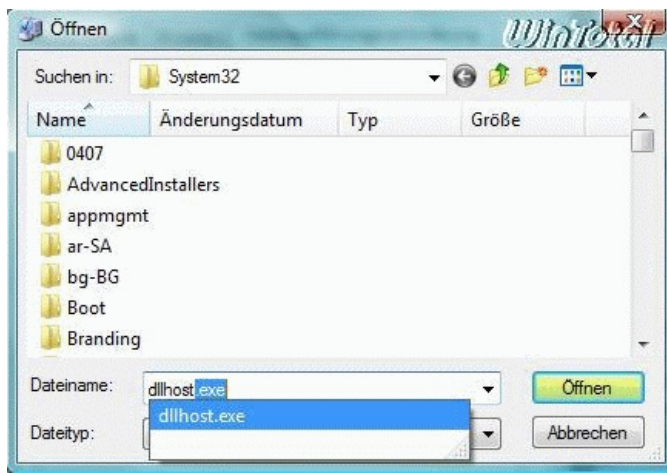 Öffnen
WinTotal
Suchen in: System32
Name Änderungsdatum Typ Größe
0407
AdvancedInstallers
appmgmt
ar-SA
bg-BG
Boot
Branding
Dateiname: dllhost.exe Öffnen
dllhost.exe
Dateityp: Abbrechen